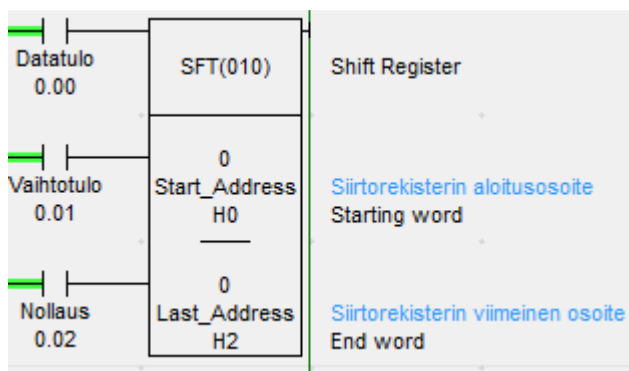 Datatulo
0.00
SFT(010)
Shift Register
Vaihtotulo
0.01
0
Start_Address
H0
Siirtorekisterin aloitusosoite
Starting word
Nollaus
0.02
0
Last_Address
H2
Siirtorekisterin viimeinen osoite
End word